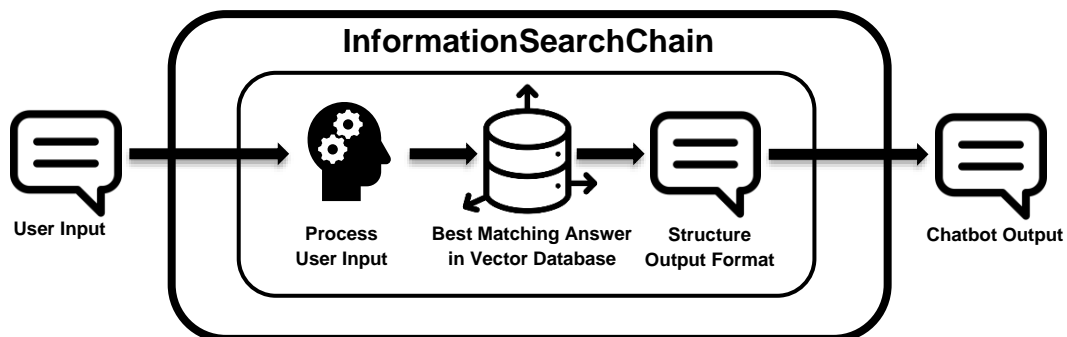 InformationSearchChain
User Input
Process
User Input
Best Matching Answer
in Vector Database
Structure
Output Format
Chatbot Output